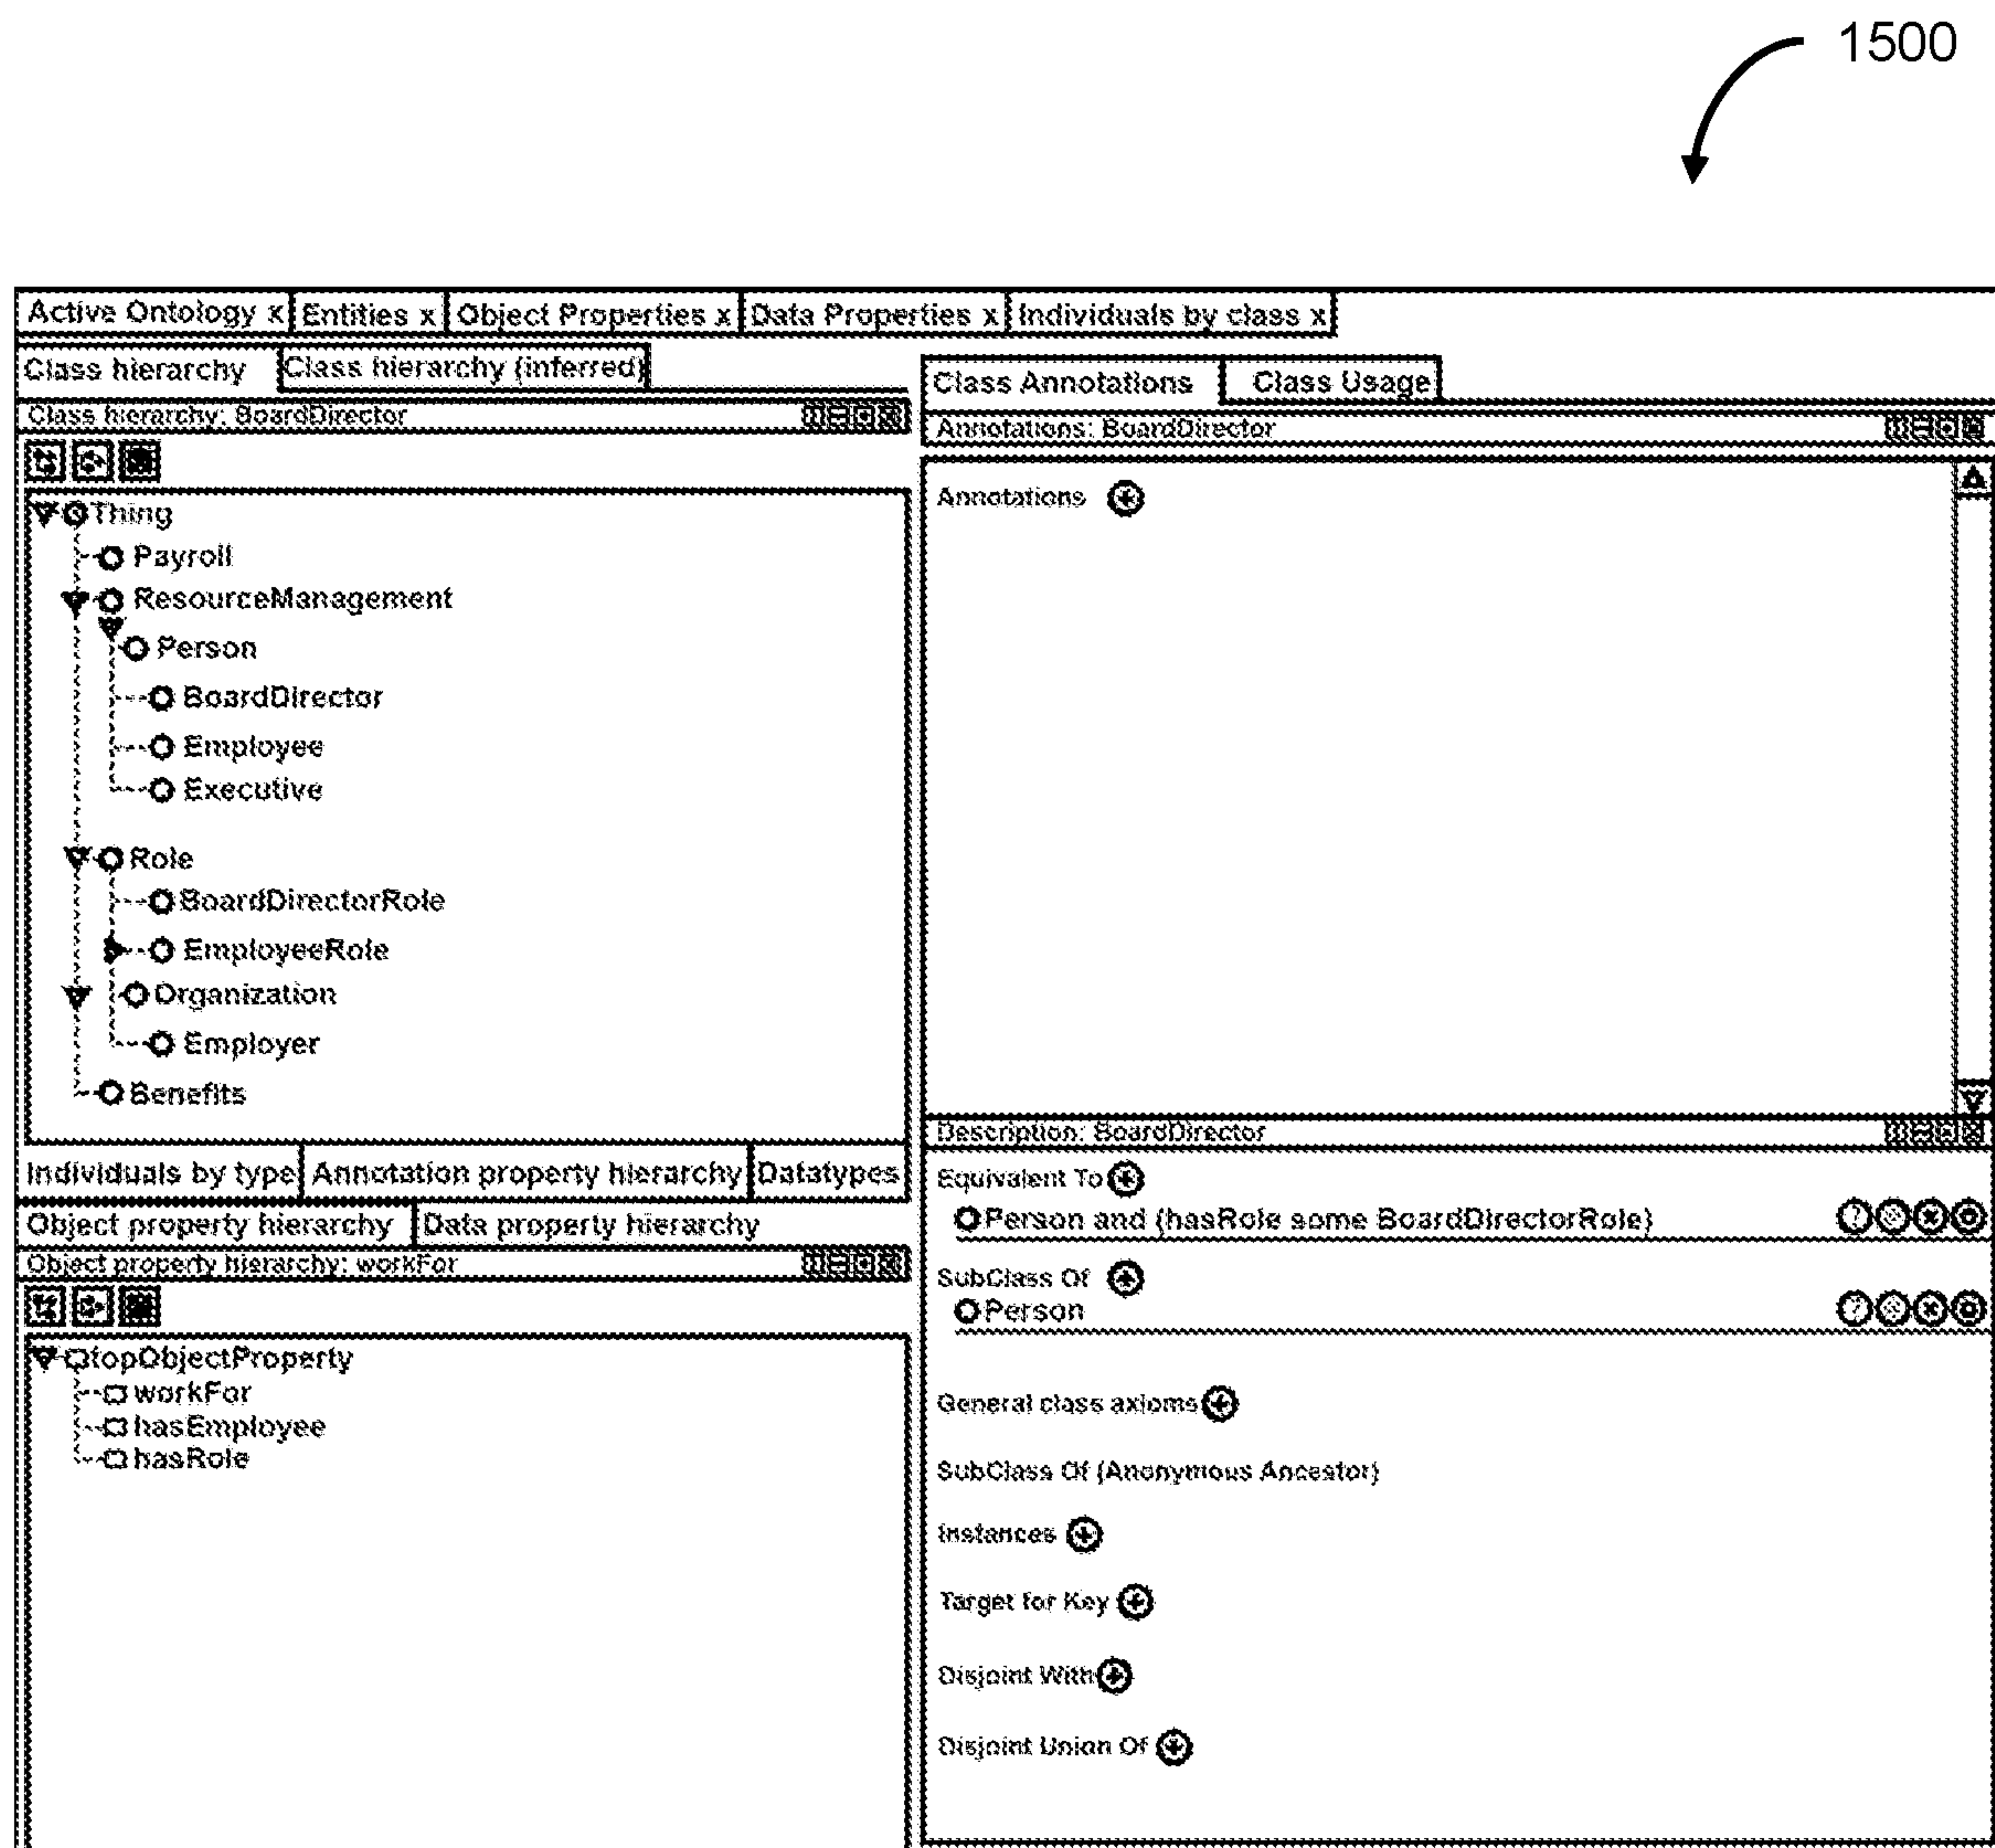 1500
Active Ontology x Entities x Object Properties x Data Properties x Individuals by class x
Class hierarchy Class hierarchy (inferred)
Class hierarchy: BoardDirector
Thing
Payroll
ResourceManagement
Person
BoardDirector
Employee
Executive
Role
BoardDirectorRole
EmployeeRole
Organization
Employer
Benefits
Individuals by type Annotation property hierarchy Datatypes
Object property hierarchy Data property hierarchy
Object property hierarchy: workFor
topObjectProperty
workFor
hasEmployee
hasRole
Class Annotations Class Usage
Annotations: BoardDirector
Annotations
Description: BoardDirector
Equivalent To
Person and (hasRole some BoardDirectorRole)
SubClass Of
Person
General class axioms
SubClass Of (Anonymous Ancestor)
Instances
Target for Key
Disjoint With
Disjoint Union Of